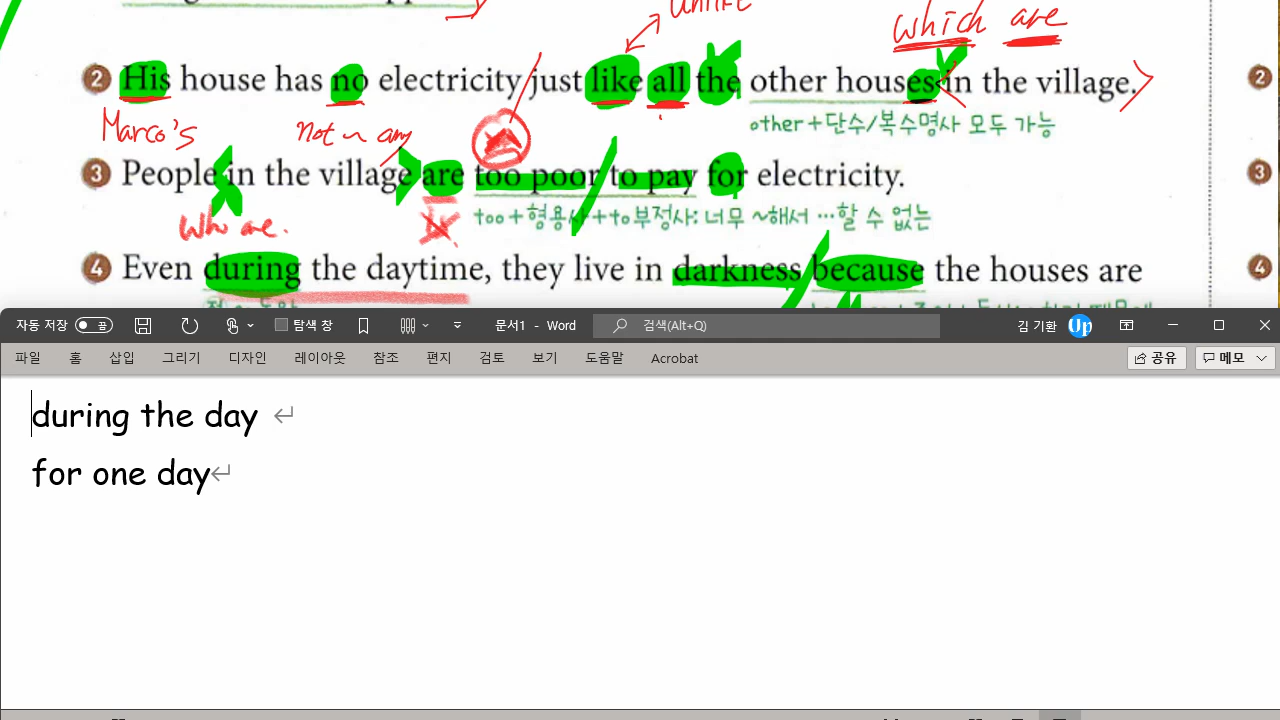 unlike
which are
② His house has no electricity just like all the other houses in the village.
Marco's
not ~ any
other+단수/복수명사 모두 가능
③ People in the village are too poor to pay for electricity.
who are.
too+형용사+to부정사: 너무 ~해서 …할 수 없는
④ Even during the daytime, they live in darkness because the houses are
②
③
④
자동 저장 끔 탐색 창 문서1 - Word 검색(Alt+Q) 김 기환 Up
파일 홈 삽입 그리기 디자인 레이아웃 참조 편지 검토 보기 도움말 Acrobat 공유 메모
during the day
for one day